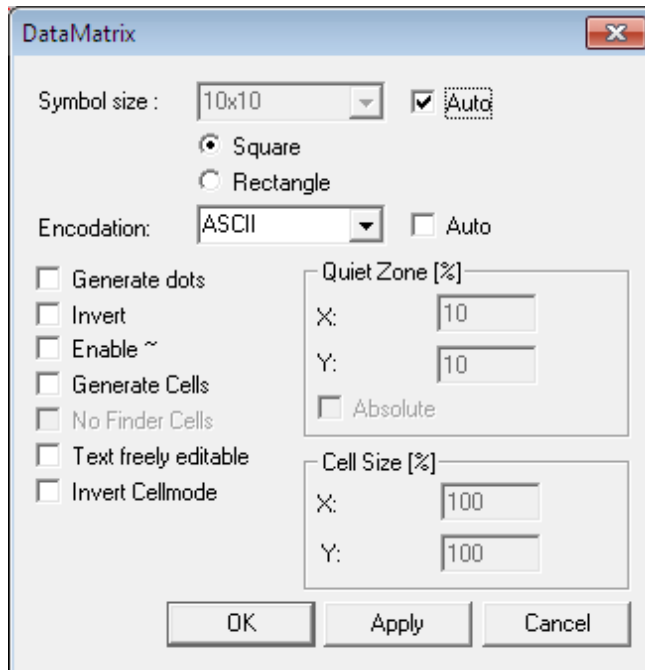 DataMatrix
Symbol size : 10x10 Auto
Square
Rectangle
Encodation: ASCII Auto
Generate dots
Invert
Enable ~
Generate Cells
No Finder Cells
Text freely editable
Invert Cellmode
Quiet Zone [%]
X: 10
Y: 10
Absolute
Cell Size [%]
X: 100
Y: 100
OK Apply Cancel